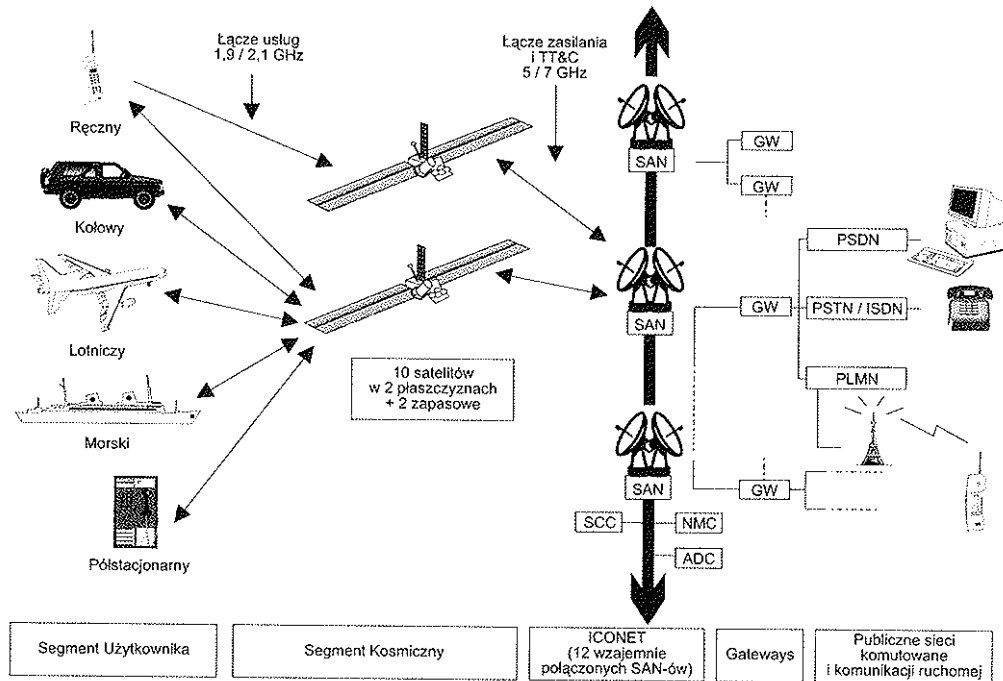 Łącze usług
1,9 / 2,1 GHz
Łącze zasilania
i TT&C
5 / 7 GHz
Ręczny
Kołowy
Lotniczy
Morski
Półstacjonarny
10 satelitów
w 2 płaszczyznach
+ 2 zapasowe
SAN
GW
GW
SAN
GW
PSDN
PSTN / ISDN
PLMN
SAN
GW
SCC
NMC
ADC
Segment Użytkownika
Segment Kosmiczny
ICONET
(12 wzajemnie
połączonych SAN-ów)
Gateways
Publiczne sieci
komutowane
i komunikacji ruchomej